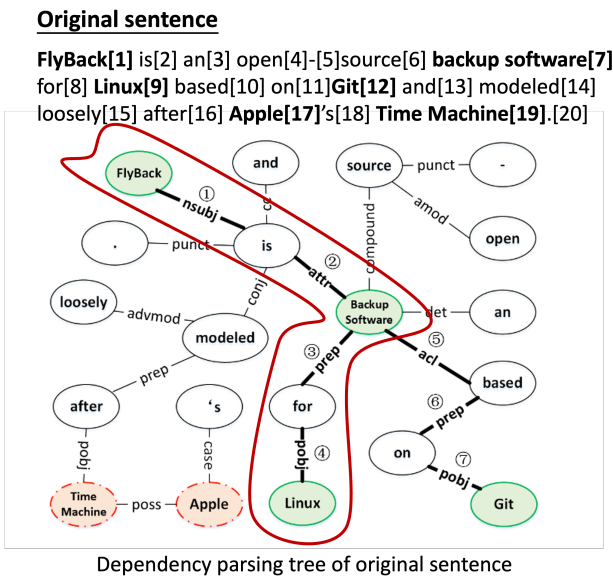 Original sentence
FlyBack[1] is[2] an[3] open[4]-[5]source[6] backup software[7]
for[8] Linux[9] based[10] on[11]Git[12] and[13] modeled[14]
loosely[15] after[16] Apple[17]’s[18] Time Machine[19].[20]
FlyBack
and
source
punct
-
①
nsubj
cc
amod
open
.
punct
is
compound
②
attr
loosely
advmod
conj
Backup
Software
det
an
modeled
③
prep
⑤
acl
prep
based
after
‘s
for
⑥
prep
pobj
case
pobj
④
on
⑦
pobj
Time
Machine
poss
Apple
Linux
Git
Dependency parsing tree of original sentence